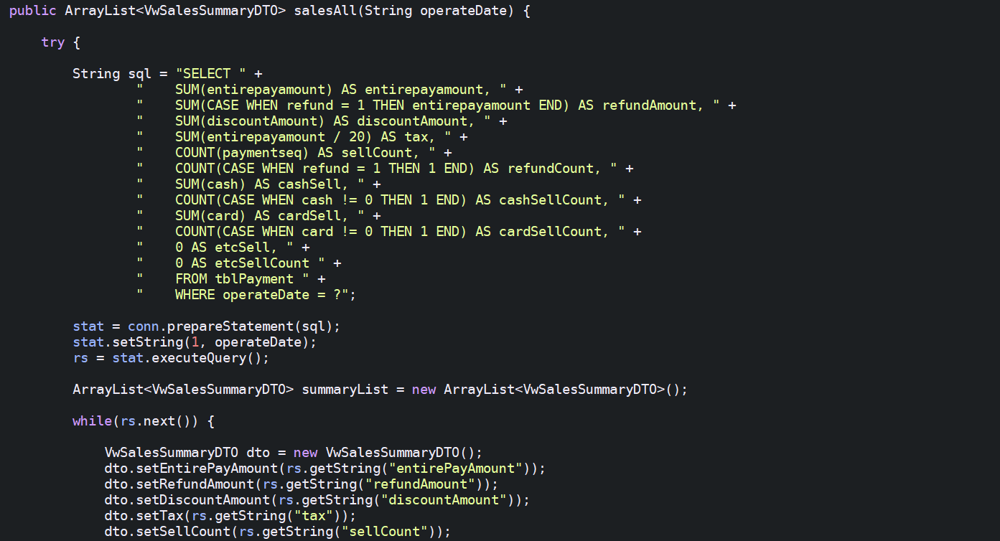 public ArrayList<VwSalesSummaryDTO> salesAll(String operateDate) {
try {
String sql = "SELECT " +
"    SUM(entirepayamount) AS entirepayamount, " +
"    SUM(CASE WHEN refund = 1 THEN entirepayamount END) AS refundAmount, " +
"    SUM(discountAmount) AS discountAmount, " +
"    SUM(entirepayamount / 20) AS tax, " +
"    COUNT(paymentseq) AS sellCount, " +
"    COUNT(CASE WHEN refund = 1 THEN 1 END) AS refundCount, " +
"    SUM(cash) AS cashSell, " +
"    COUNT(CASE WHEN cash != 0 THEN 1 END) AS cashSellCount, " +
"    SUM(card) AS cardSell, " +
"    COUNT(CASE WHEN card != 0 THEN 1 END) AS cardSellCount, " +
"    0 AS etcSell, " +
"    0 AS etcSellCount " +
"    FROM tblPayment " +
"    WHERE operateDate = ?";
stat = conn.prepareStatement(sql);
stat.setString(1, operateDate);
rs = stat.executeQuery();
ArrayList<VwSalesSummaryDTO> summaryList = new ArrayList<VwSalesSummaryDTO>();
while(rs.next()) {
VwSalesSummaryDTO dto = new VwSalesSummaryDTO();
dto.setEntirePayAmount(rs.getString("entirePayAmount"));
dto.setRefundAmount(rs.getString("refundAmount"));
dto.setDiscountAmount(rs.getString("discountAmount"));
dto.setTax(rs.getString("tax"));
dto.setSellCount(rs.getString("sellCount"));